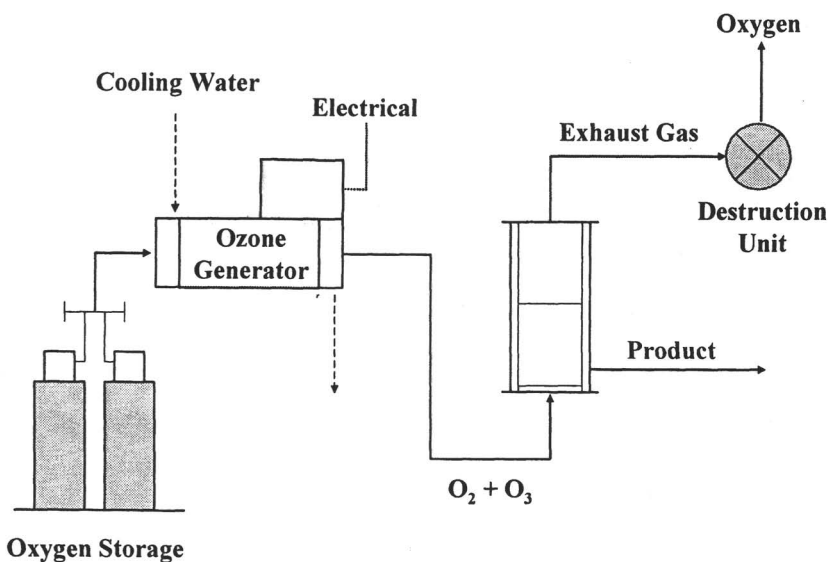 Oxygen
Cooling Water
Electrical
Exhaust Gas
Destruction
Unit
Ozone
Generator
Product
O₂ + O₃
Oxygen Storage